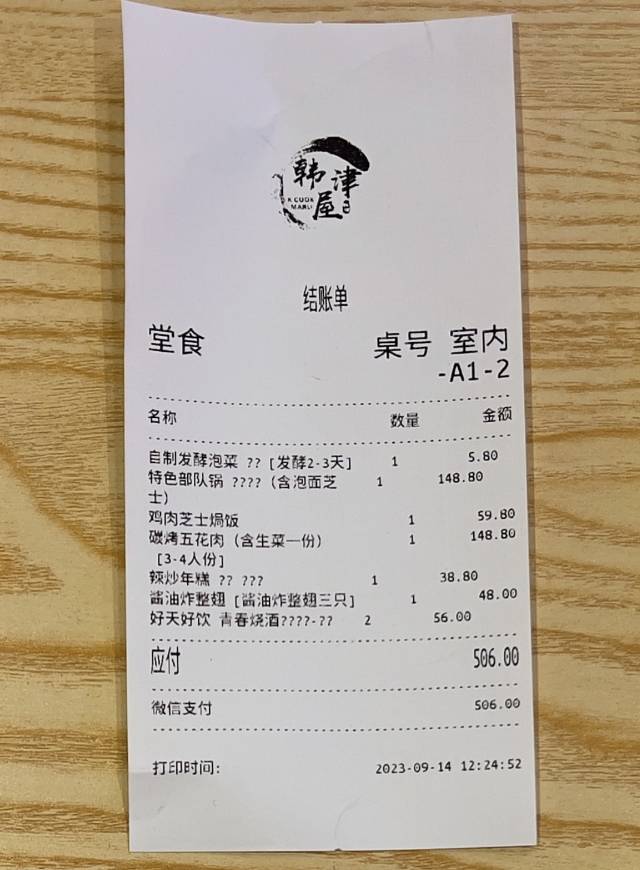 韩津
屋
K COOK
结账单
堂食 桌号 室内
-A1-2
名称 数量 金额
自制发酵泡菜 ?? [发酵2-3天] 1 5.80
特色部队锅 ????（含泡面芝 1 148.80
士）
鸡肉芝士焗饭 1 59.80
碳烤五花肉（含生菜一份） 1 148.80
[3-4人份]
辣炒年糕 ?? ??? 1 38.80
酱油炸整翅 [酱油炸整翅三只] 1 48.00
好天好饮 青春烧酒????-?? 2 56.00
应付 506.00
微信支付 506.00
打印时间: 2023-09-14 12:24:52